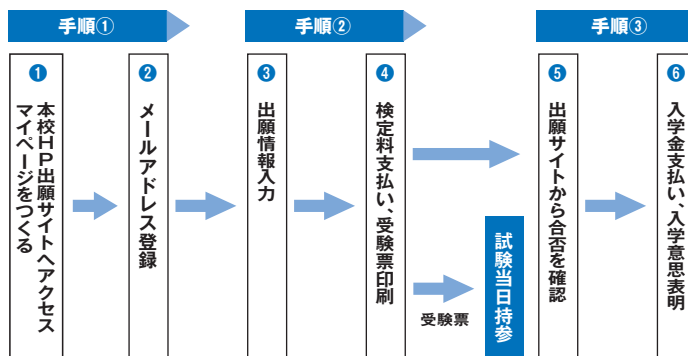 手順①
手順②
手順③
❶
本校HP出願サイトへアクセス
マイページをつくる
❷
メールアドレス登録
❸
出願情報入力
❹
検定料支払い、受験票印刷
受験票
試験当日持参
❺
出願サイトから合否を確認
❻
入学金支払い、入学意思表明